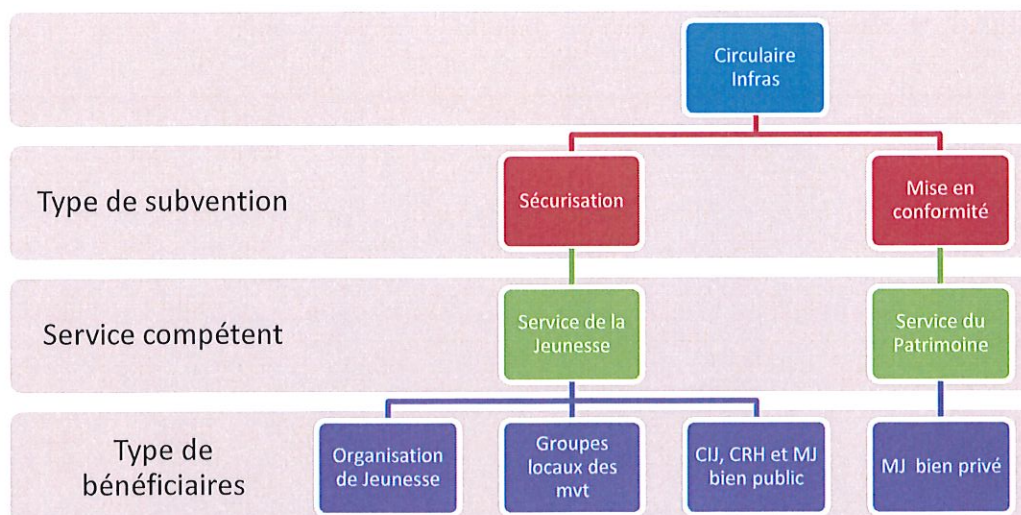 Circulaire
Infras
Type de subvention
Sécurisation
Mise en
conformité
Service compétent
Service de la
Jeunesse
Service du
Patrimoine
Type de
bénéficiaires
Organisation
de Jeunesse
Groupes
locaux des
mvt
CIJ, CRH et MJ
bien public
MJ bien privé